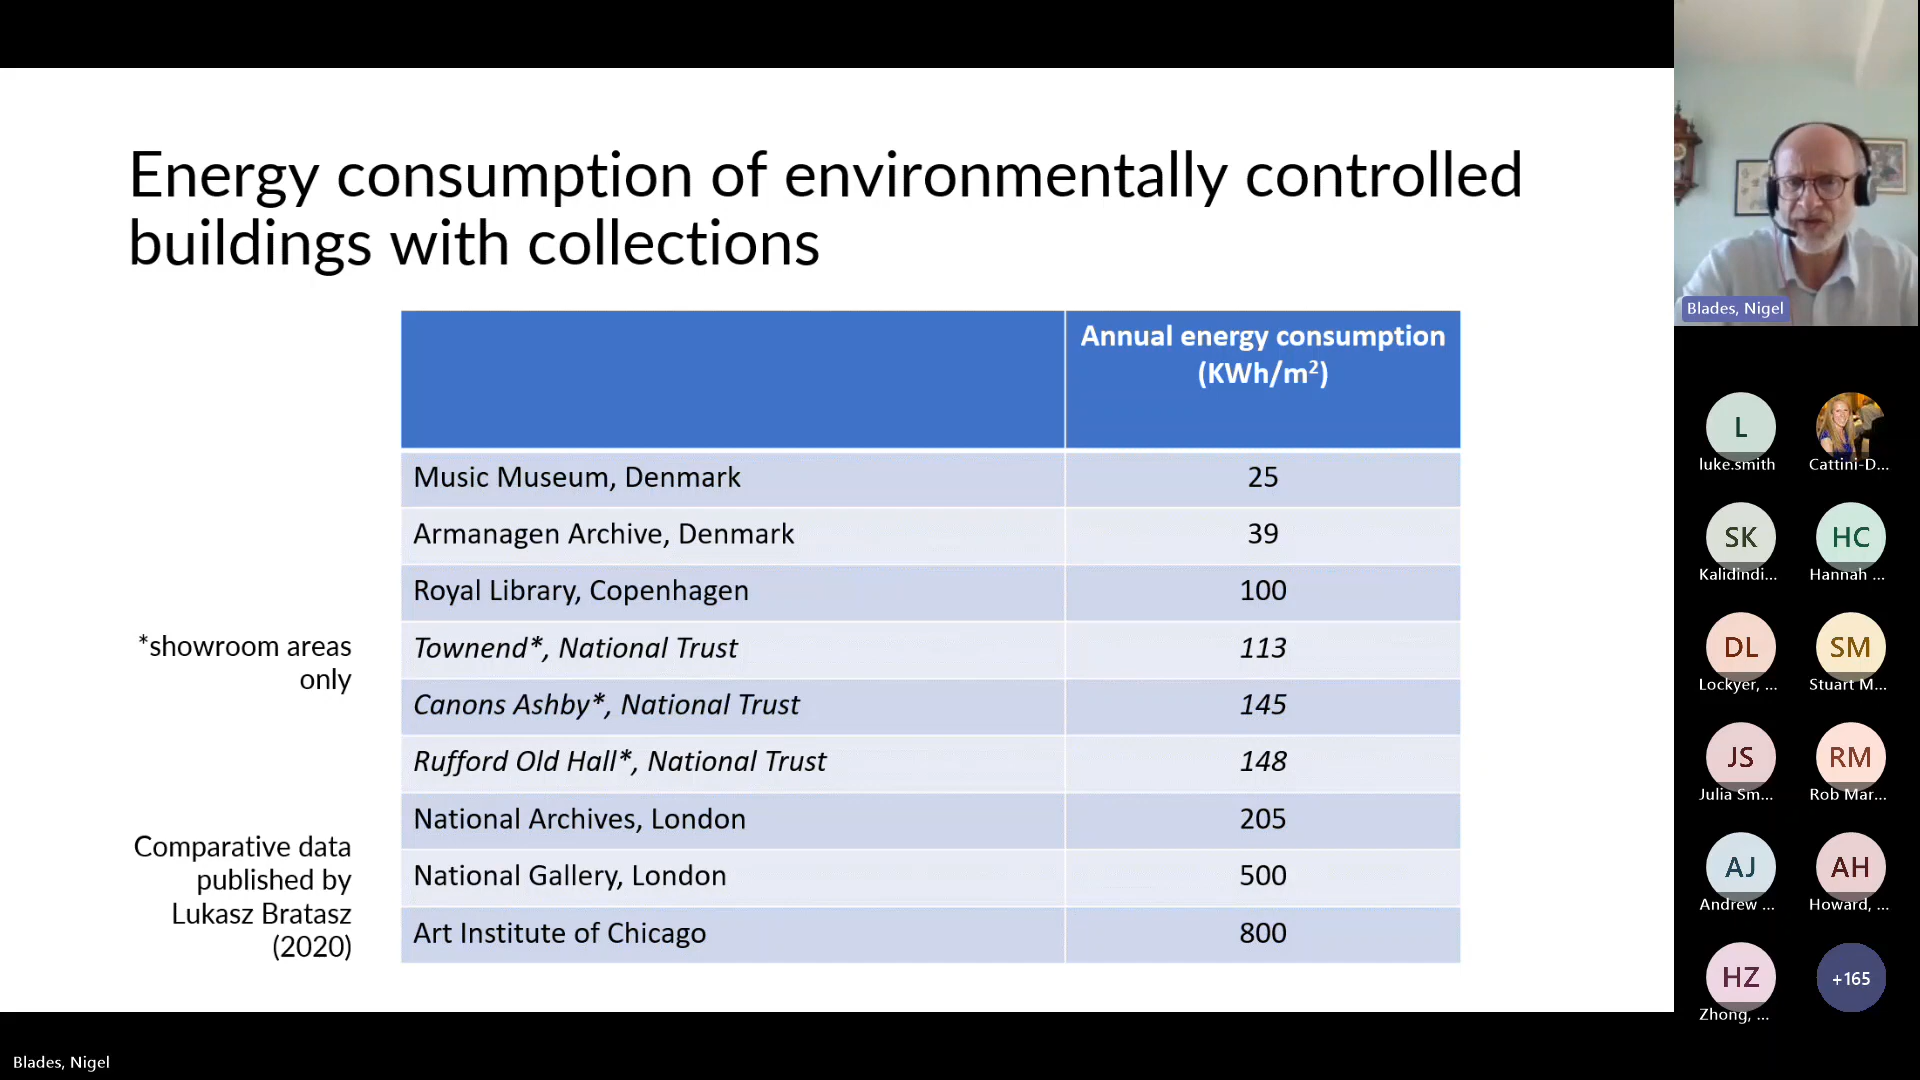 Energy consumption of environmentally controlled
buildings with collections
Annual energy consumption
(KWh/m²)
Music Museum, Denmark 25
Armanagen Archive, Denmark 39
Royal Library, Copenhagen 100
Townend*, National Trust 113
Canons Ashby*, National Trust 145
Rufford Old Hall*, National Trust 148
National Archives, London 205
National Gallery, London 500
Art Institute of Chicago 800
*showroom areas
only
Comparative data
published by
Lukasz Bratasz
(2020)
Blades, Nigel
L
luke.smith
Cattini-D...
SK
Kalidindi...
HC
Hannah ...
DL
Lockyer, ...
SM
Stuart M...
JS
Julia Sm...
RM
Rob Mar...
AJ
Andrew ...
AH
Howard, ...
HZ
Zhong, ...
+165
Blades, Nigel